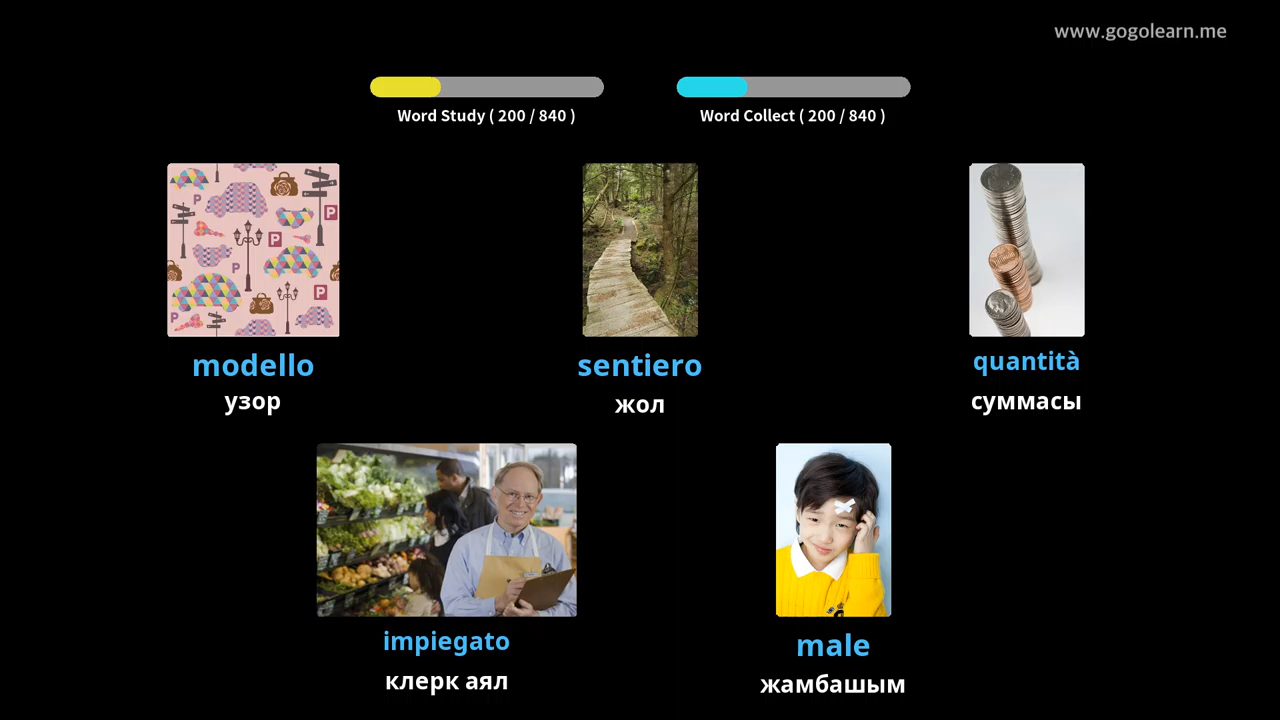 www.gogolearn.me
Word Study ( 200 / 840 )
Word Collect ( 200 / 840 )
P
P
P
P
P
P
modello
sentiero
quantità
узор
жол
суммасы
impiegato
male
клерк аял
жамбашым